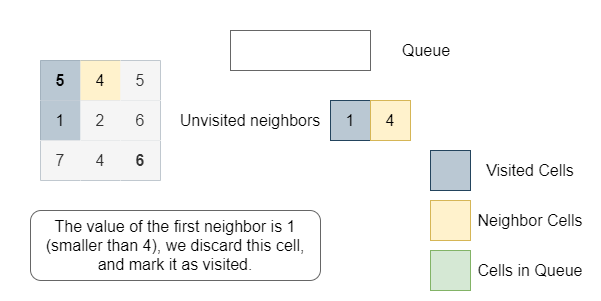 Queue
5 4 5
1 2 6
7 4 6
Unvisited neighbors 1 4
Visited Cells
Neighbor Cells
Cells in Queue
The value of the first neighbor is 1
(smaller than 4), we discard this cell,
and mark it as visited.